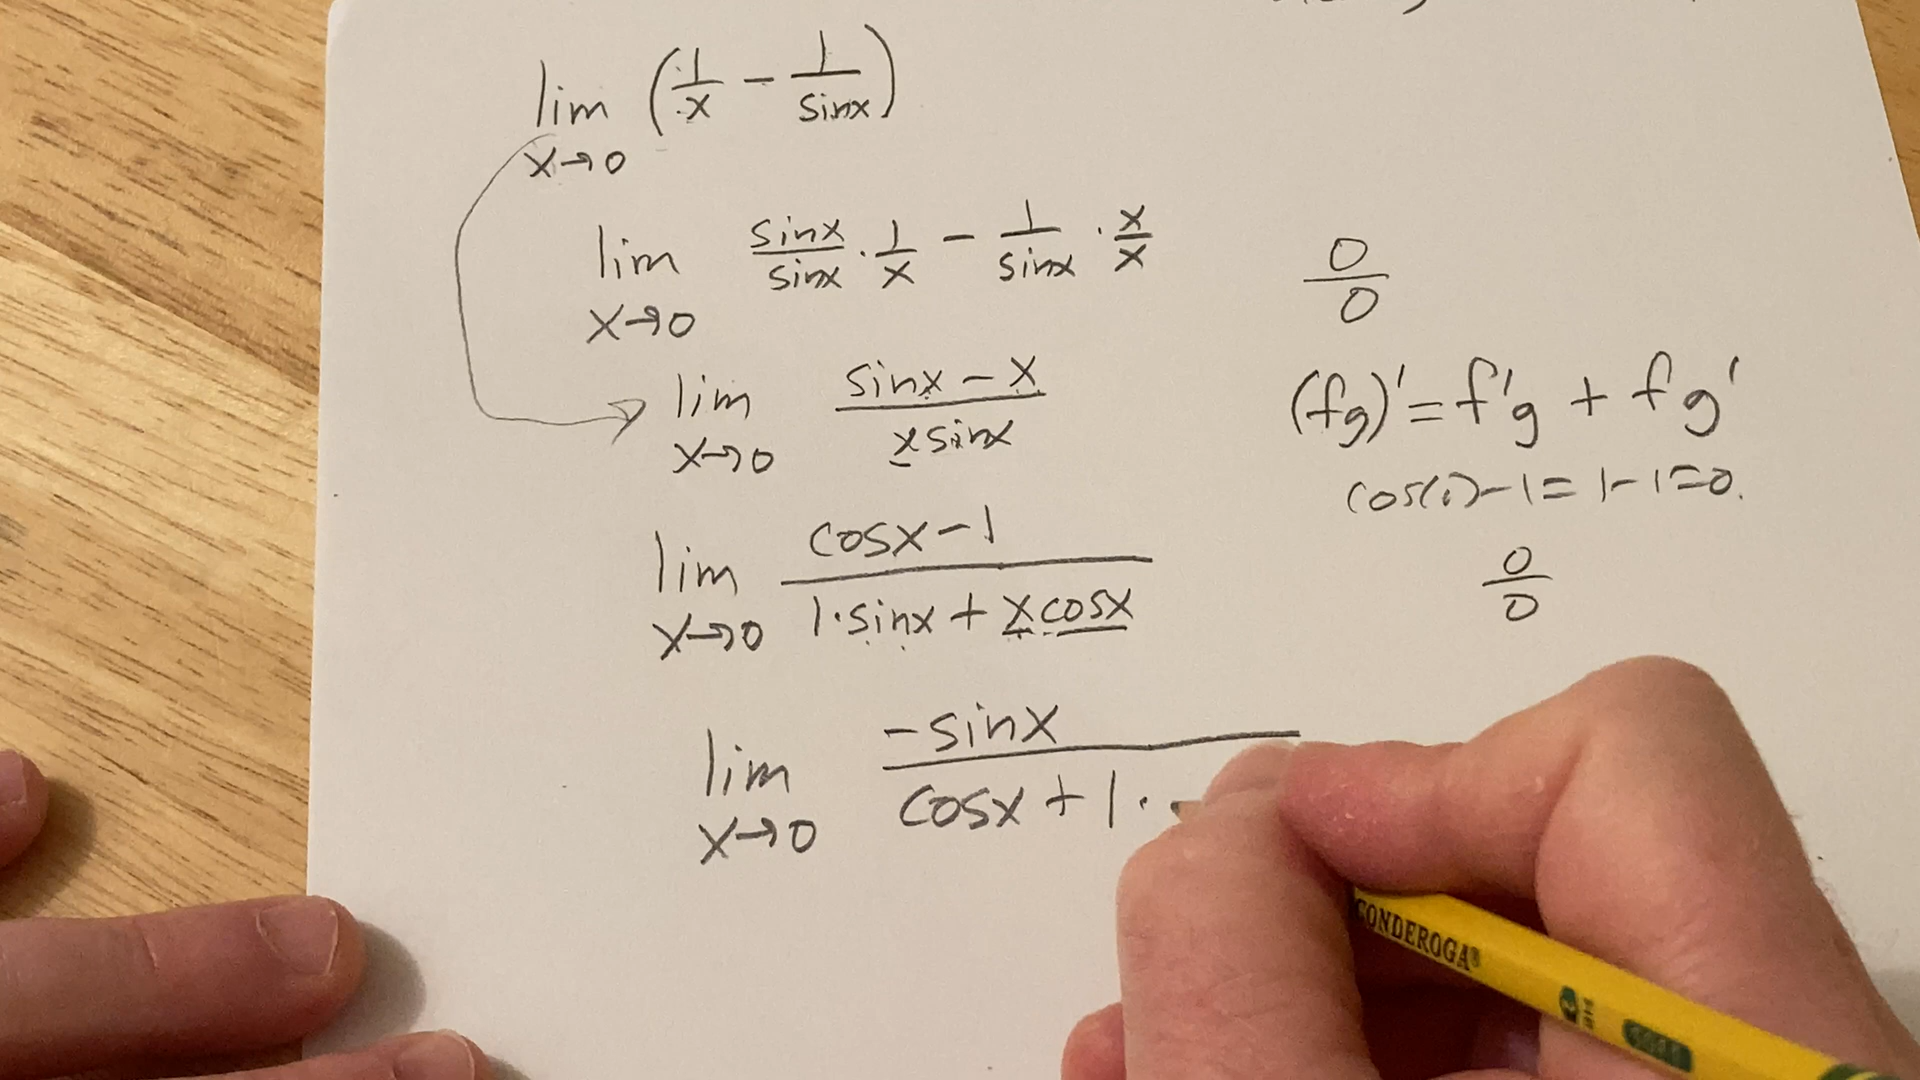 lim (1/x - 1/sinx)
x→0
lim sinx/sinx · 1/x - 1/sinx · x/x
x→0
0/0
lim (sinx - x)/(x sinx)
x→0
(fg)' = f'g + fg'
cos(0)-1 = 1-1=0.
lim (cosx - 1)/(1·sinx + x cosx)
x→0
0/0
lim -sinx/(cosx + 1·
x→0
CONDEROGA®